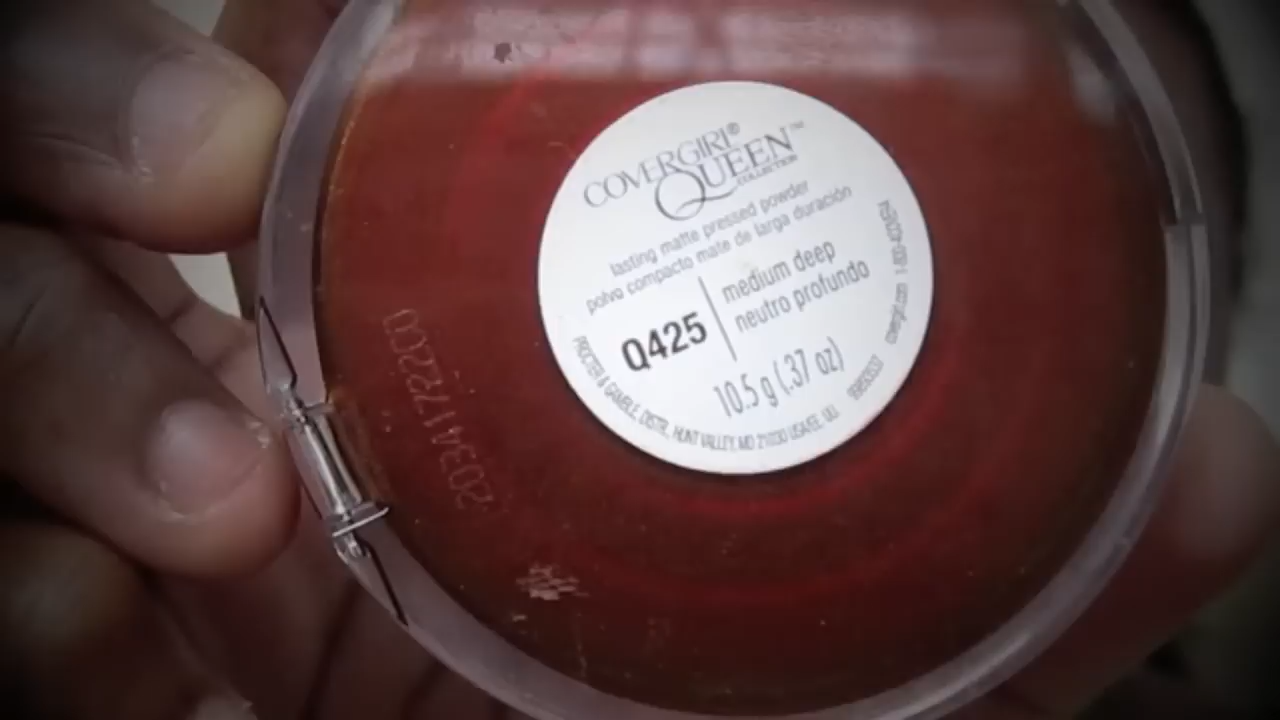 COVERGIRL®
QUEEN™
COLLECTION
lasting matte pressed powder
polvo compacto mate de larga duración
Q425
medium deep
neutro profundo
10.5 g (.37 oz)
PROCTER & GAMBLE, DISTR., HUNT VALLEY, MD 21030 USA/EE. UU.
covergirl.com